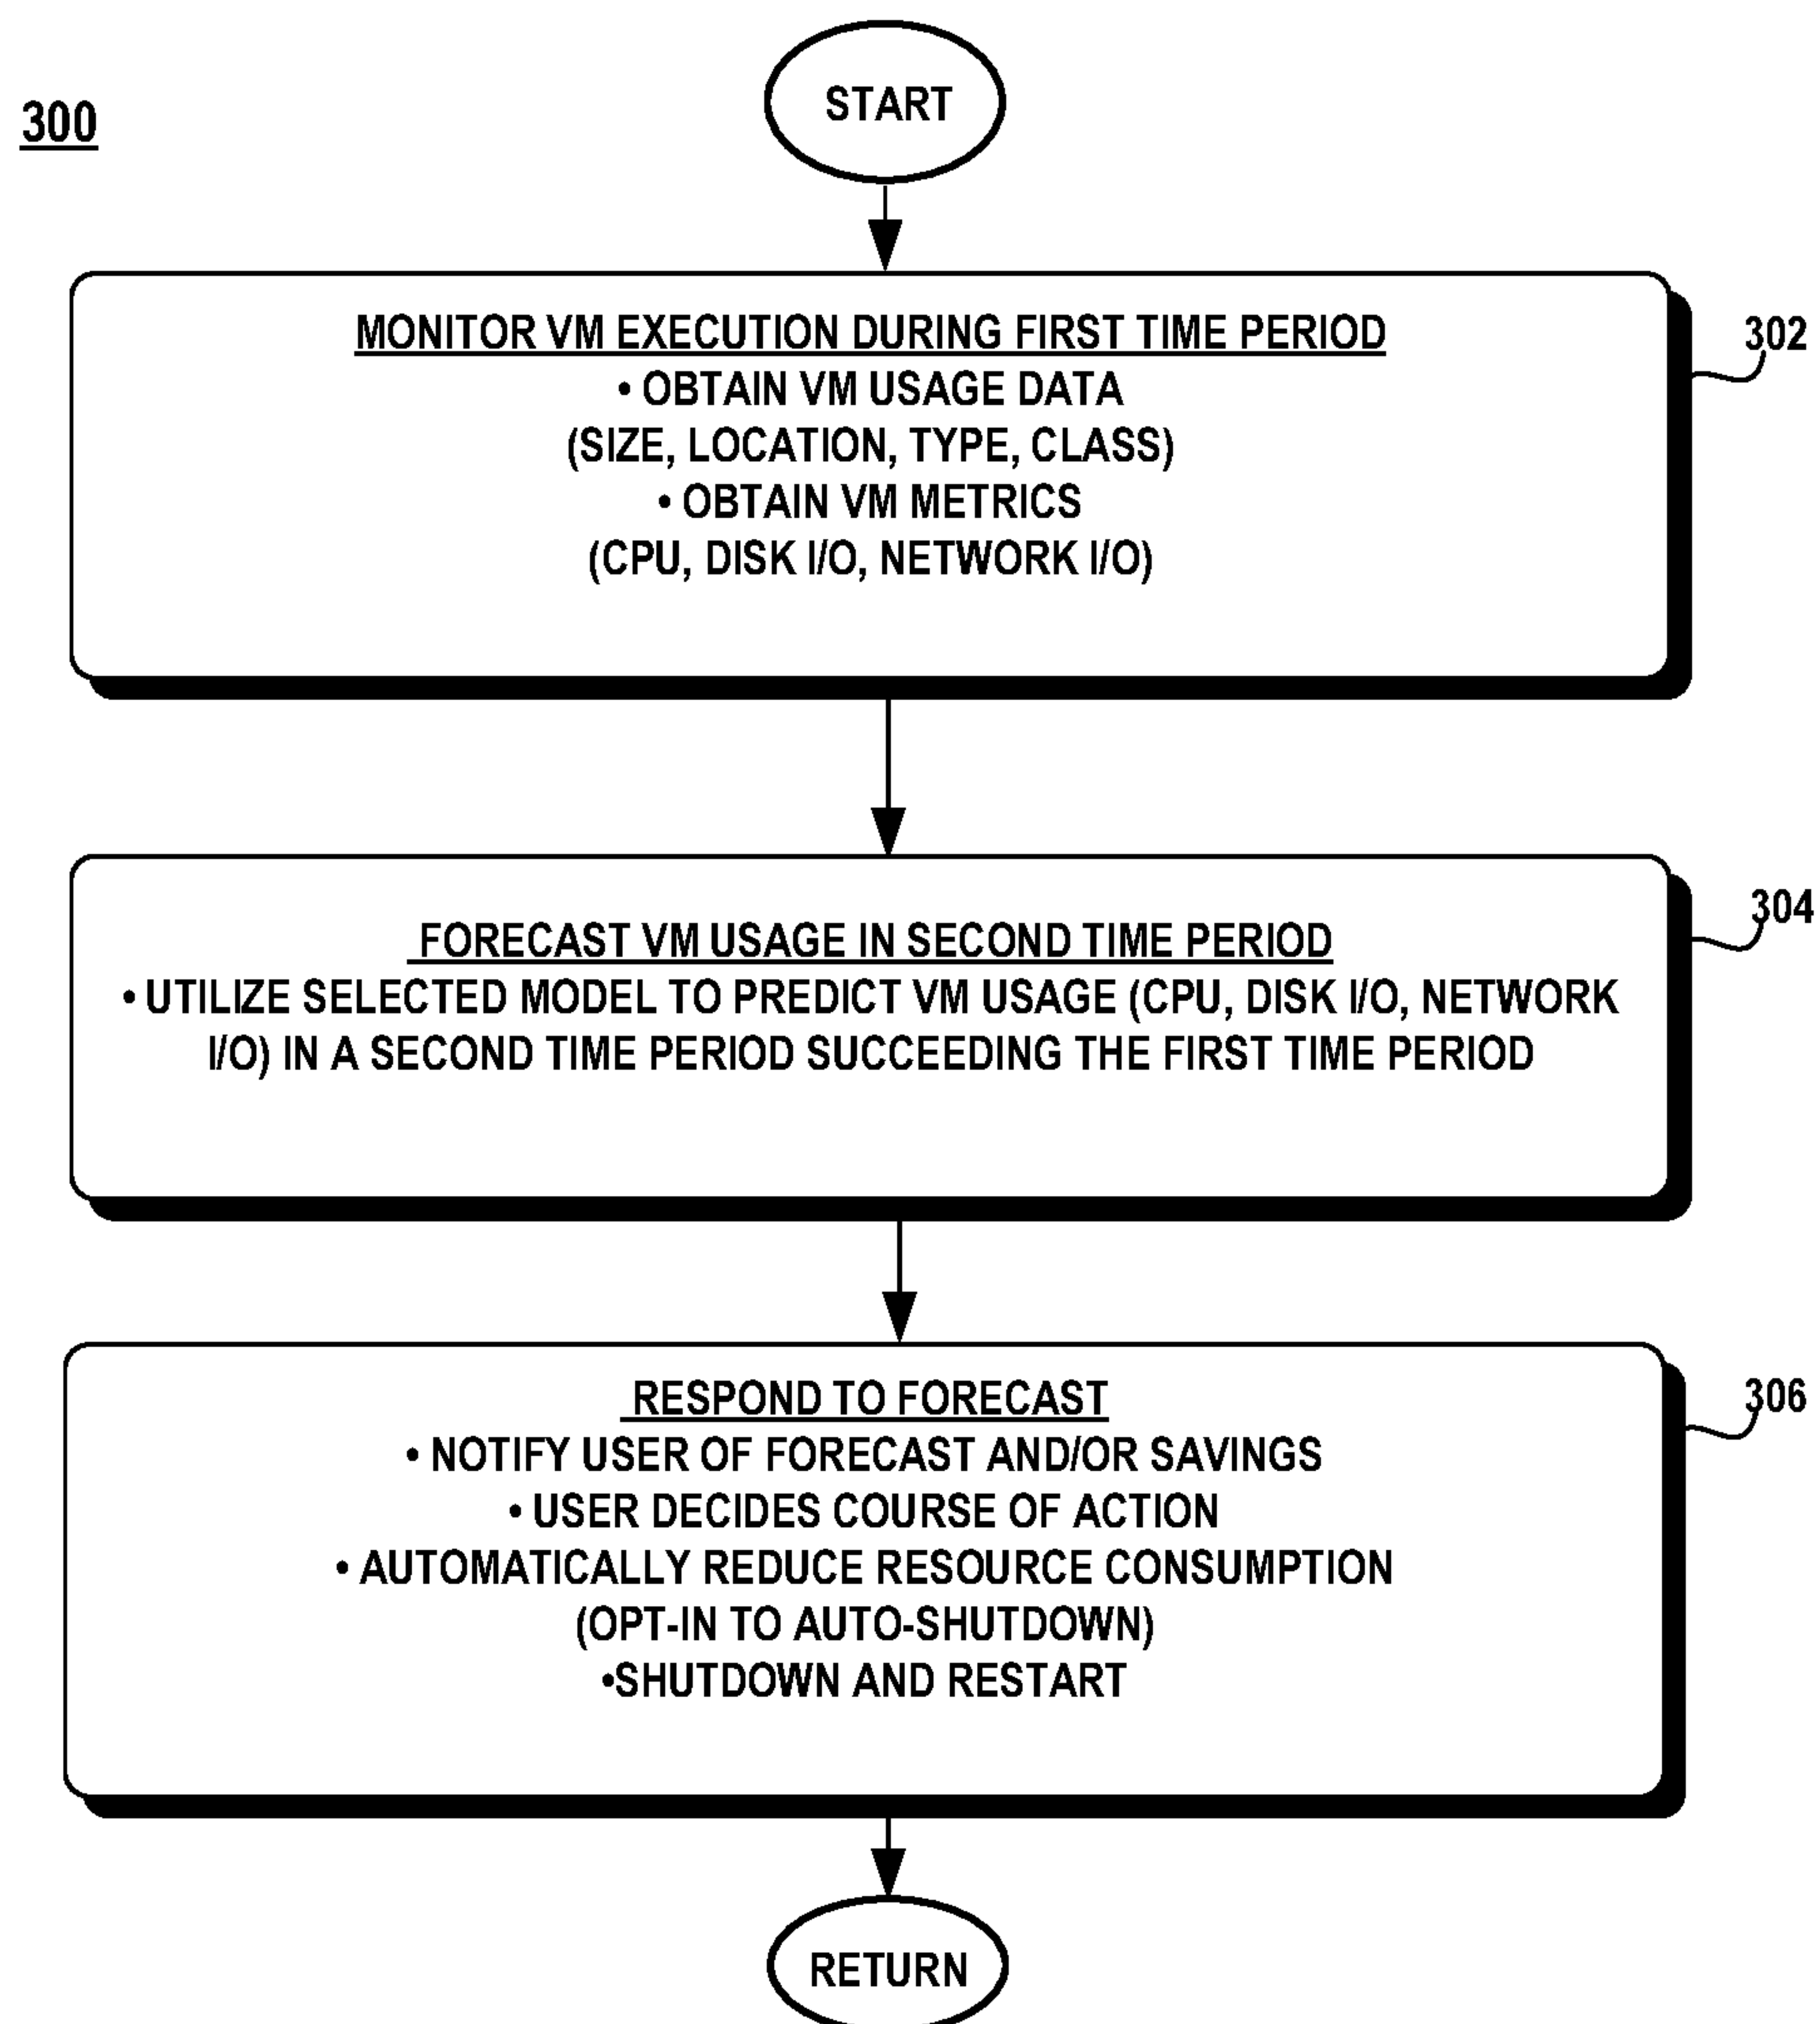 START
300
MONITOR VM EXECUTION DURING FIRST TIME PERIOD
• OBTAIN VM USAGE DATA
(SIZE, LOCATION, TYPE, CLASS)
• OBTAIN VM METRICS
(CPU, DISK I/O, NETWORK I/O)
302
FORECAST VM USAGE IN SECOND TIME PERIOD
• UTILIZE SELECTED MODEL TO PREDICT VM USAGE (CPU, DISK I/O, NETWORK
I/O) IN A SECOND TIME PERIOD SUCCEEDING THE FIRST TIME PERIOD
304
RESPOND TO FORECAST
• NOTIFY USER OF FORECAST AND/OR SAVINGS
• USER DECIDES COURSE OF ACTION
• AUTOMATICALLY REDUCE RESOURCE CONSUMPTION
(OPT-IN TO AUTO-SHUTDOWN)
•SHUTDOWN AND RESTART
306
RETURN